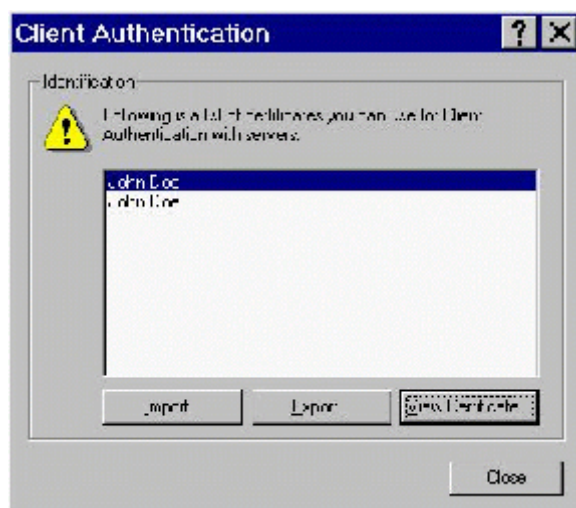 Client Authentication
Identification
Following is a list of certificates you can use for Client
Authentication with servers.
John Doe
John Doe
Import
Export
View Certificate
Close